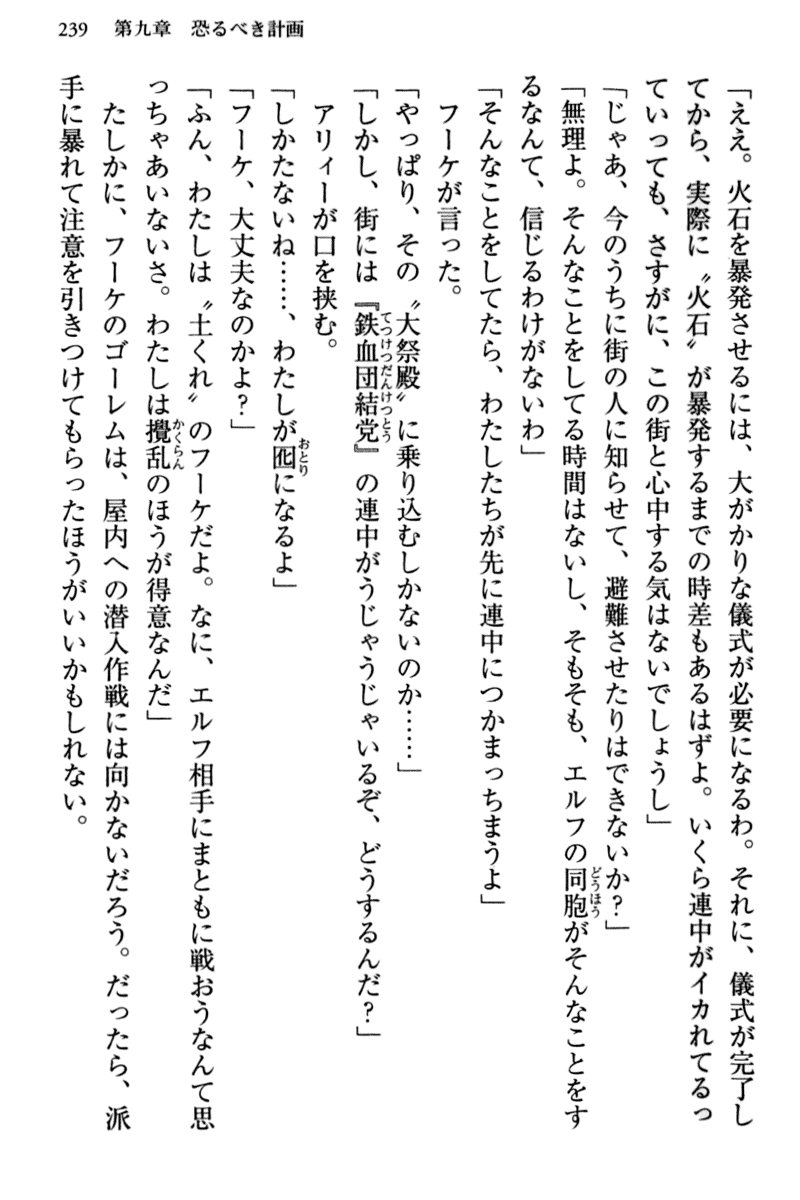 239　第九章　恐るべき計画
「ええ。火石を暴発させるには、大がかりな儀式が必要になるわ。それに、儀式が完了し
てから、実際に〝火石〟が暴発するまでの時差もあるはずよ。いくら連中がイカれてるっ
ていっても、さすがに、この街と心中する気はないでしょうし」
「じゃあ、今のうちに街の人に知らせて、避難させたりはできないか？」
「無理よ。そんなことをしてる時間はないし、そもそも、エルフの同胞がそんなことをす
るなんて、信じるわけがないわ」
「そんなことをしてたら、わたしたちが先に連中につかまっちまうよ」
　フーケが言った。
「やっぱり、その〝大祭殿〟に乗り込むしかないのか……」
「しかし、街には『鉄血団結党』の連中がうじゃうじゃいるぞ、どうするんだ？」
　アリィーが口を挟む。
「しかたないね……、わたしが囮になるよ」
「フーケ、大丈夫なのかよ？」
「ふん、わたしは〝土くれ〟のフーケだよ。なに、エルフ相手にまともに戦おうなんて思
っちゃあいないさ。わたしは攪乱のほうが得意なんだ」
　たしかに、フーケのゴーレムは、屋内への潜入作戦には向かないだろう。だったら、派
手に暴れて注意を引きつけてもらったほうがいいかもしれない。